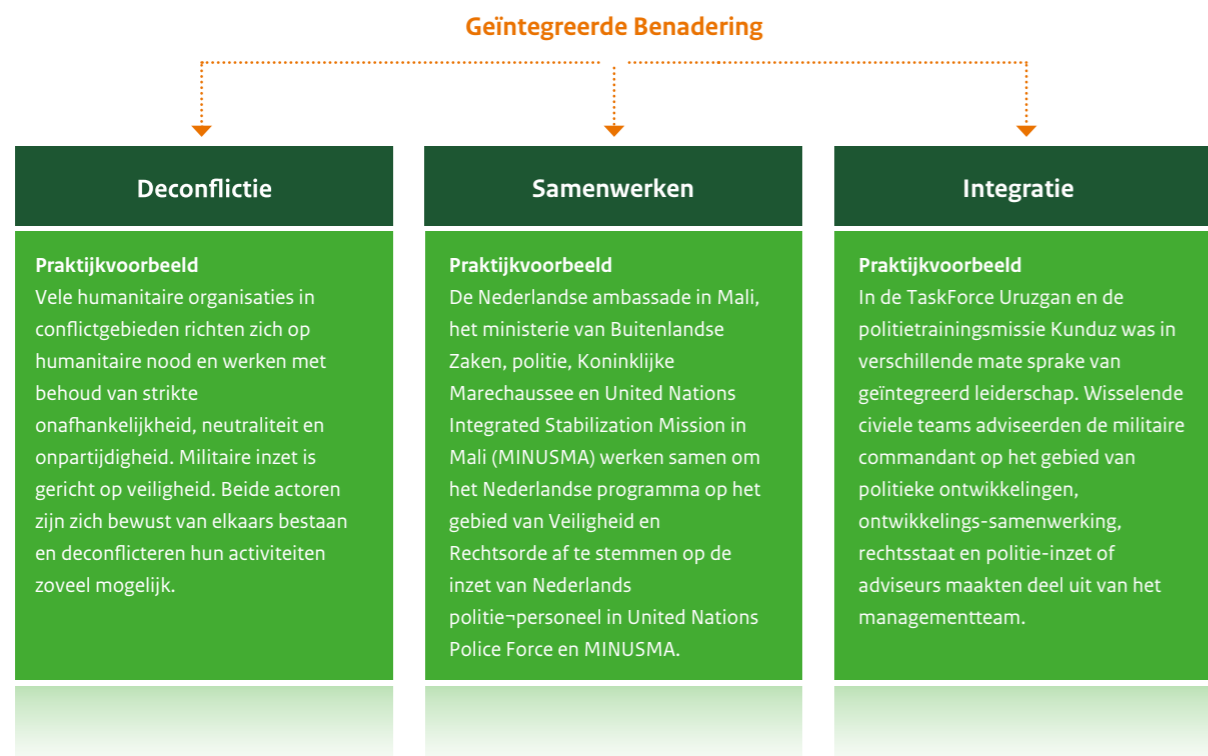 Geïntegreerde Benadering
Deconflictie
Praktijkvoorbeeld
Vele humanitaire organisaties in
conflictgebieden richten zich op
humanitaire nood en werken met
behoud van strikte
onafhankelijkheid, neutraliteit en
onpartijdigheid. Militaire inzet is
gericht op veiligheid. Beide actoren
zijn zich bewust van elkaars bestaan
en deconflicteren hun activiteiten
zoveel mogelijk.
Samenwerken
Praktijkvoorbeeld
De Nederlandse ambassade in Mali,
het ministerie van Buitenlandse
Zaken, politie, Koninklijke
Marechaussee en United Nations
Integrated Stabilization Mission in
Mali (MINUSMA) werken samen om
het Nederlandse programma op het
gebied van Veiligheid en
Rechtsorde af te stemmen op de
inzet van Nederlands
politie¬personeel in United Nations
Police Force en MINUSMA.
Integratie
Praktijkvoorbeeld
In de TaskForce Uruzgan en de
politietrainingsmissie Kunduz was in
verschillende mate sprake van
geïntegreerd leiderschap. Wisselende
civiele teams adviseerden de militaire
commandant op het gebied van
politieke ontwikkelingen,
ontwikkelings-samenwerking,
rechtsstaat en politie-inzet of
adviseurs maakten deel uit van het
managementteam.